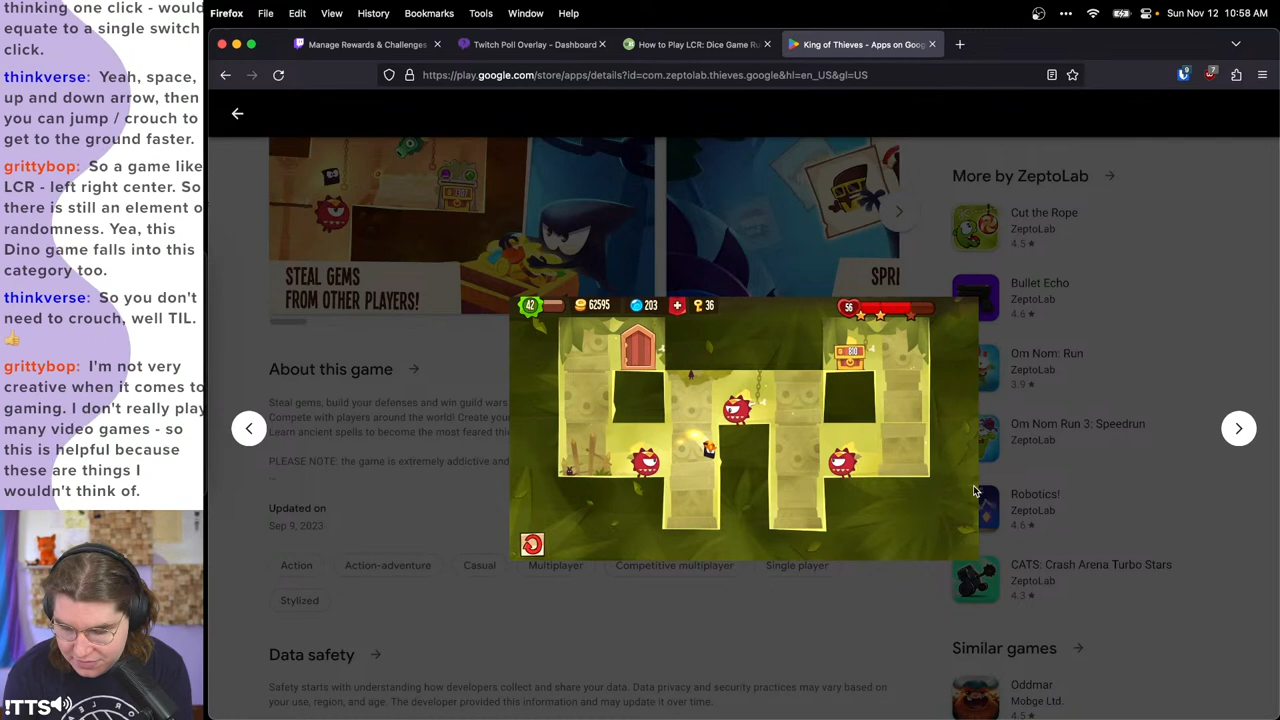 thinking one click - would
equate to a single switch
click.
thinkverse: Yeah, space,
up and down arrow, then
you can jump / crouch to
get to the ground faster.
grittybop: So a game like
LCR - left right center. So
there is still an element o
randomness. Yea, this
Dino game falls into this
category too.
thinkverse: So you don't
need to crouch, well TIL.
👍
grittybop: I'm not very
creative when it comes to
gaming. I don't really play
many video games - so
this is helpful because
these are things I
wouldn't think of.
!TTS
Firefox File Edit View History Bookmarks Tools Window Help
Sun Nov 12 10:58 AM
Manage Rewards & Challenges
Twitch Poll Overlay - Dashboard
How to Play LCR: Dice Game Ru
King of Thieves - Apps on Goog
https://play.google.com/store/apps/details?id=com.zeptolab.thieves.google&hl=en_US&gl=US
9
7
STEAL GEMS
FROM OTHER PLAYERS!
SPRI
42 62595 203 36 56
810
About this game
Steal gems, build your defenses and win guild wars
Compete with players around the world! Create your
Learn ancient spells to become the most feared thi
PLEASE NOTE: the game is extremely addictive and
...
Updated on
Sep 9, 2023
Action Action-adventure Casual Multiplayer Competitive multiplayer Single player
Stylized
Data safety
Safety starts with understanding how developers collect and share your data. Data privacy and security practices may vary based on
your use, region, and age. The developer provided this information and may update it over time.
More by ZeptoLab
Cut the Rope
ZeptoLab
4.5★
Bullet Echo
ZeptoLab
4.6★
Om Nom: Run
ZeptoLab
3.9★
Om Nom Run 3: Speedrun
ZeptoLab
4.4★
Robotics!
ZeptoLab
4.6★
CATS: Crash Arena Turbo Stars
ZeptoLab
4.3★
Similar games
Oddmar
Mobge Ltd.
4.5★